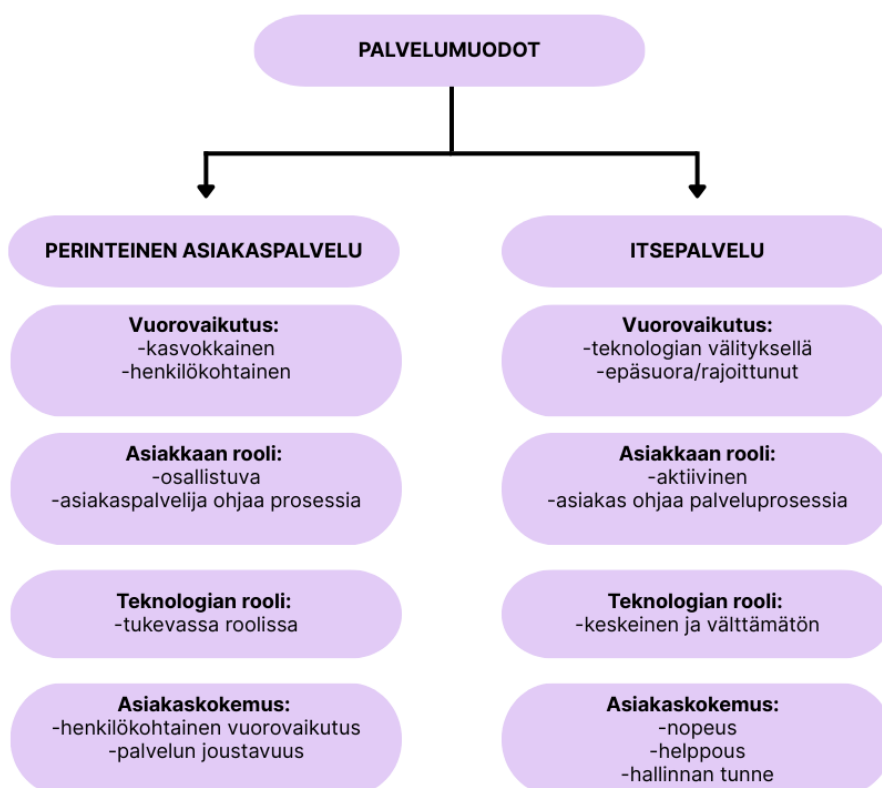 PALVELUMUODOT
PERINTEINEN ASIAKASPALVELU
Vuorovaikutus:
-kasvokkainen
-henkilökohtainen
Asiakkaan rooli:
-osallistuva
-asiakaspalvelija ohjaa prosessia
Teknologian rooli:
-tukevassa roolissa
Asiakaskokemus:
-henkilökohtainen vuorovaikutus
-palvelun joustavuus
ITSEPALVELU
Vuorovaikutus:
-teknologian välityksellä
-epäsuora/rajoittunut
Asiakkaan rooli:
-aktiivinen
-asiakas ohjaa palveluprosessia
Teknologian rooli:
-keskeinen ja välttämätön
Asiakaskokemus:
-nopeus
-helppous
-hallinnan tunne